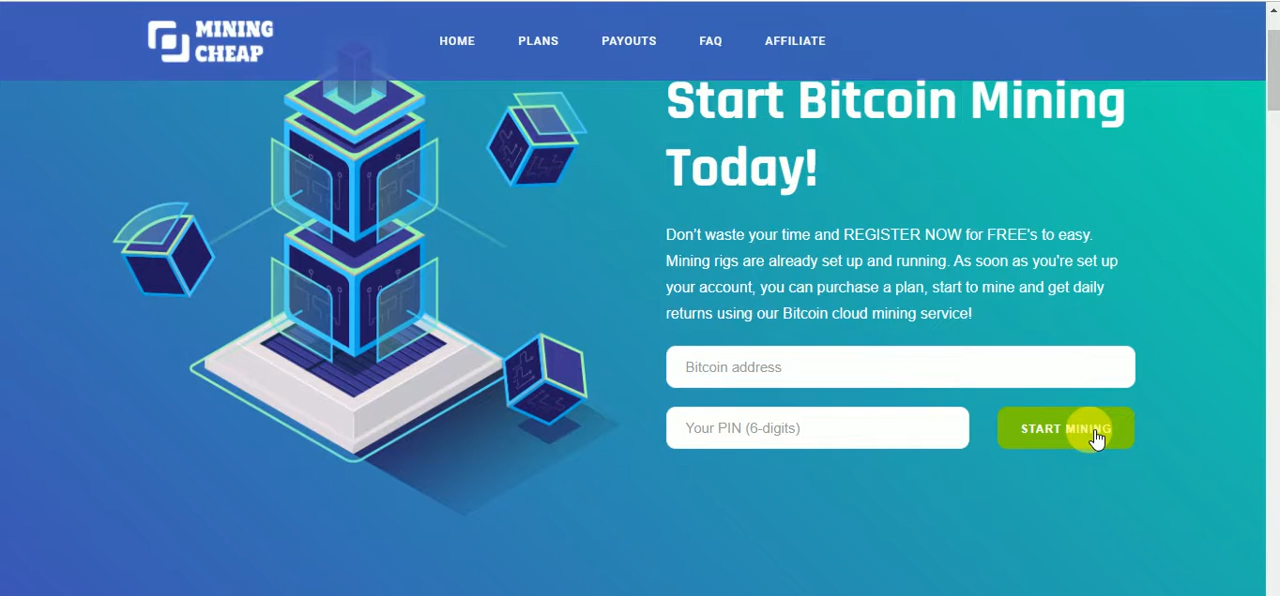 MINING
CHEAP
HOME
PLANS
PAYOUTS
FAQ
AFFILIATE
Start Bitcoin Mining
Today!
Don't waste your time and REGISTER NOW for FREE's to easy.
Mining rigs are already set up and running. As soon as you're set up
your account, you can purchase a plan, start to mine and get daily
returns using our Bitcoin cloud mining service!
Bitcoin address
Your PIN (6-digits)
START MINING